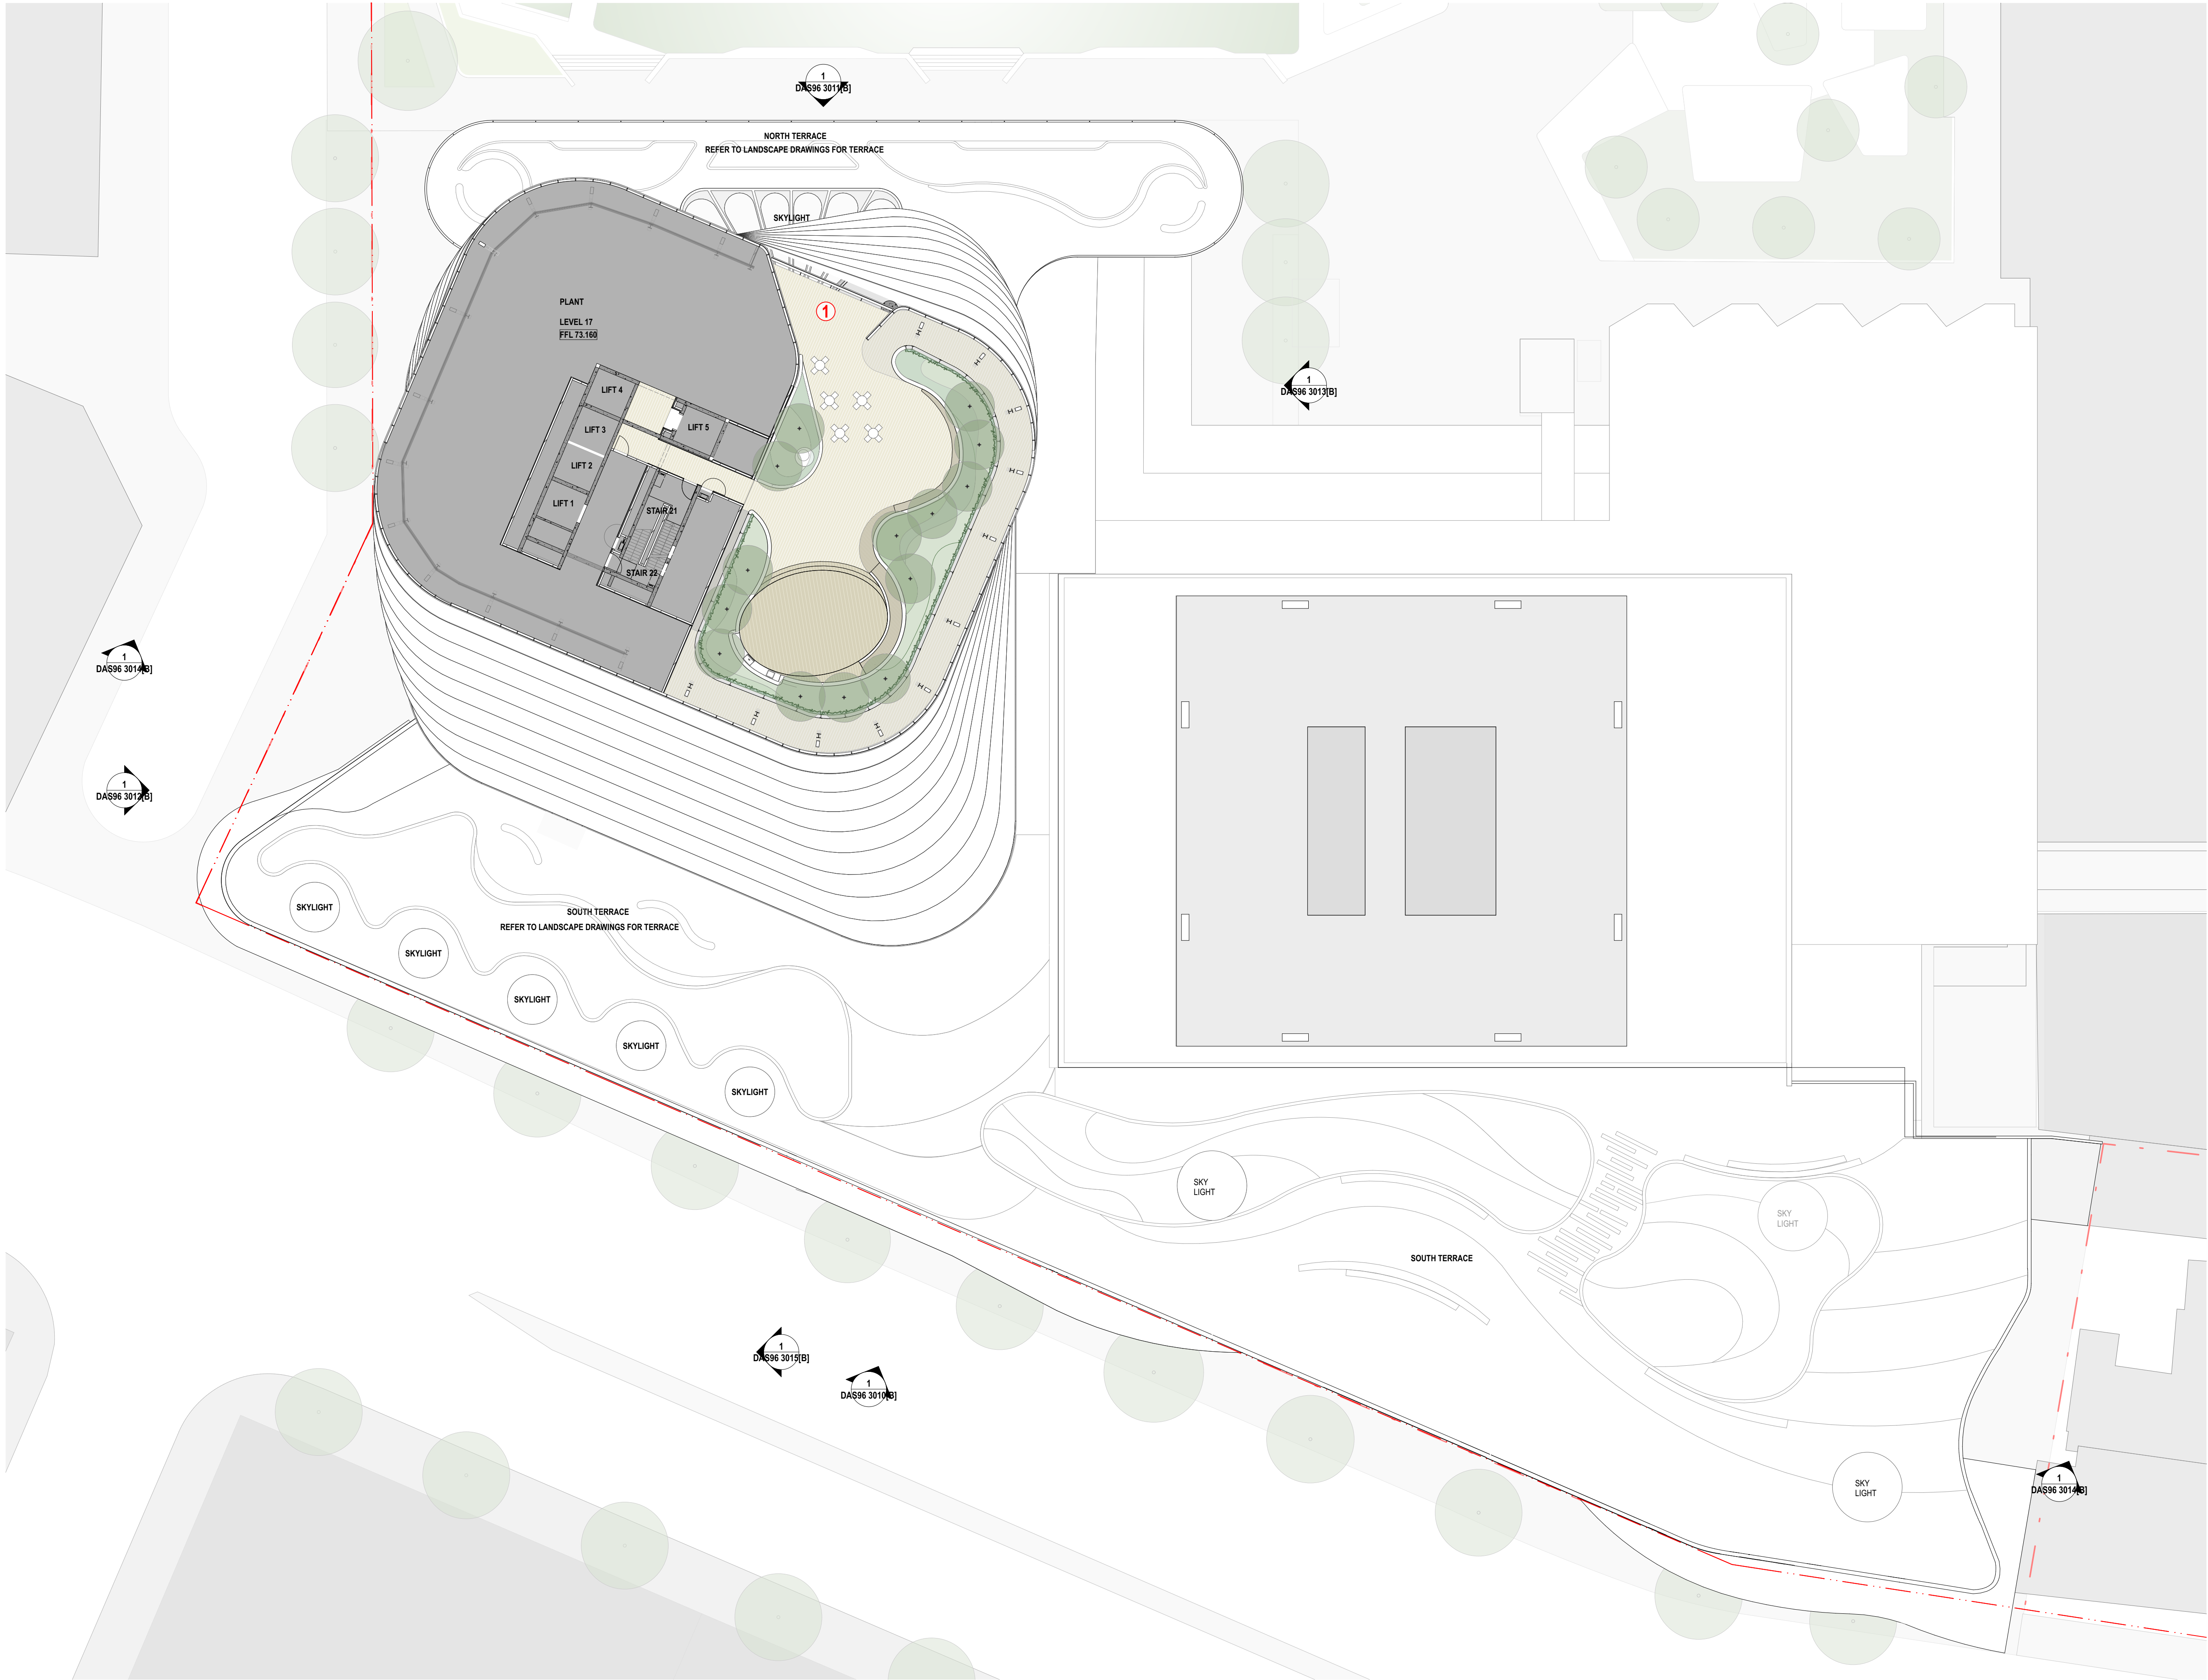 1
DAS96 3011[B]
NORTH TERRACE
REFER TO LANDSCAPE DRAWINGS FOR TERRACE
SKYLIGHT
PLANT
LEVEL 17
FFL 73.160
1
LIFT 4
LIFT 3
LIFT 5
LIFT 2
LIFT 1
STAIR 21
STAIR 22
1
DAS96 3013[B]
1
DAS96 3014[B]
1
DAS96 3012[B]
SOUTH TERRACE
REFER TO LANDSCAPE DRAWINGS FOR TERRACE
SKYLIGHT
SKYLIGHT
SKYLIGHT
SKYLIGHT
SKYLIGHT
SKY
LIGHT
SKY
LIGHT
SOUTH TERRACE
1
DAS96 3015[B]
1
DAS96 3010[B]
SKY
LIGHT
1
DAS96 3014[B]